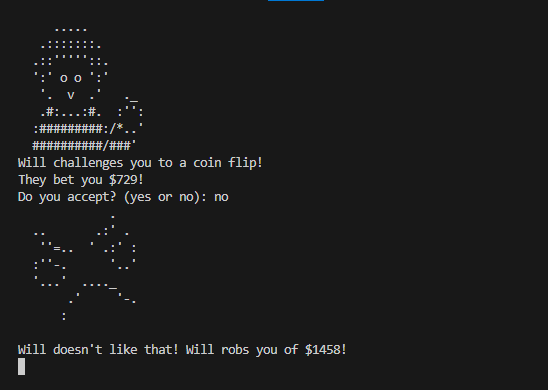 Will challenges you to a coin flip!
They bet you $729!
Do you accept? (yes or no): no
Will doesn't like that! Will robs you of $1458!